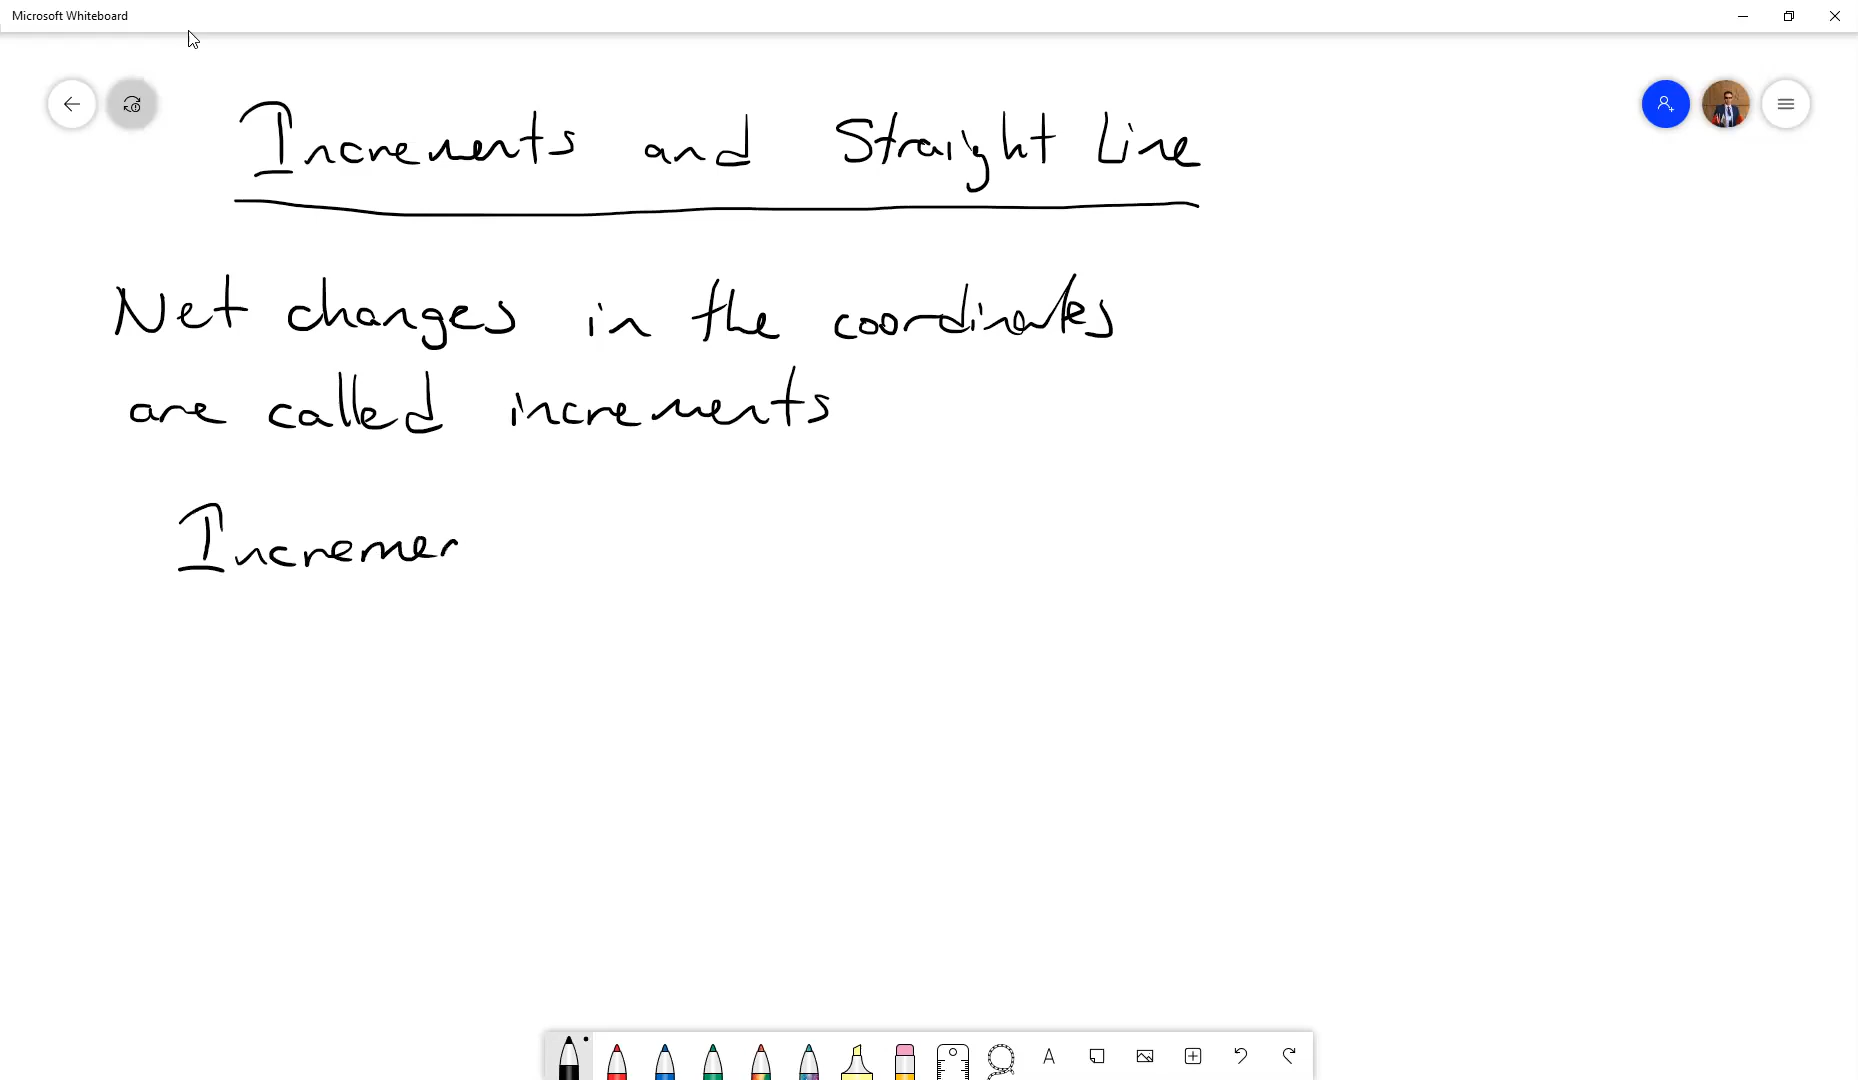 Microsoft Whiteboard
Increments and Straight Line
Net changes in the coordinates
are called increments
Incremen